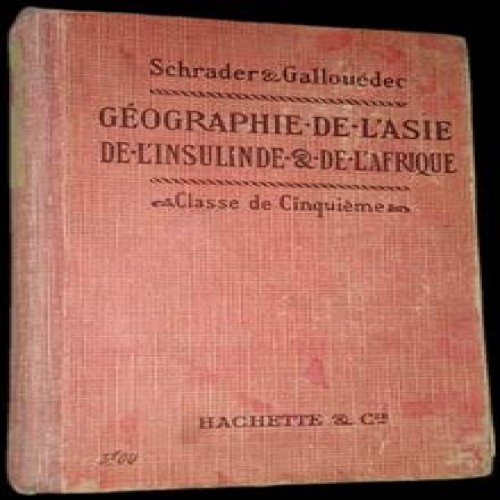 Schrader & Gallouédec
GÉOGRAPHIE-DE-L'ASIE
DE-L'INSULINDE-&-DE-L'AFRIQUE
Classe de Cinquième
HACHETTE & Cie